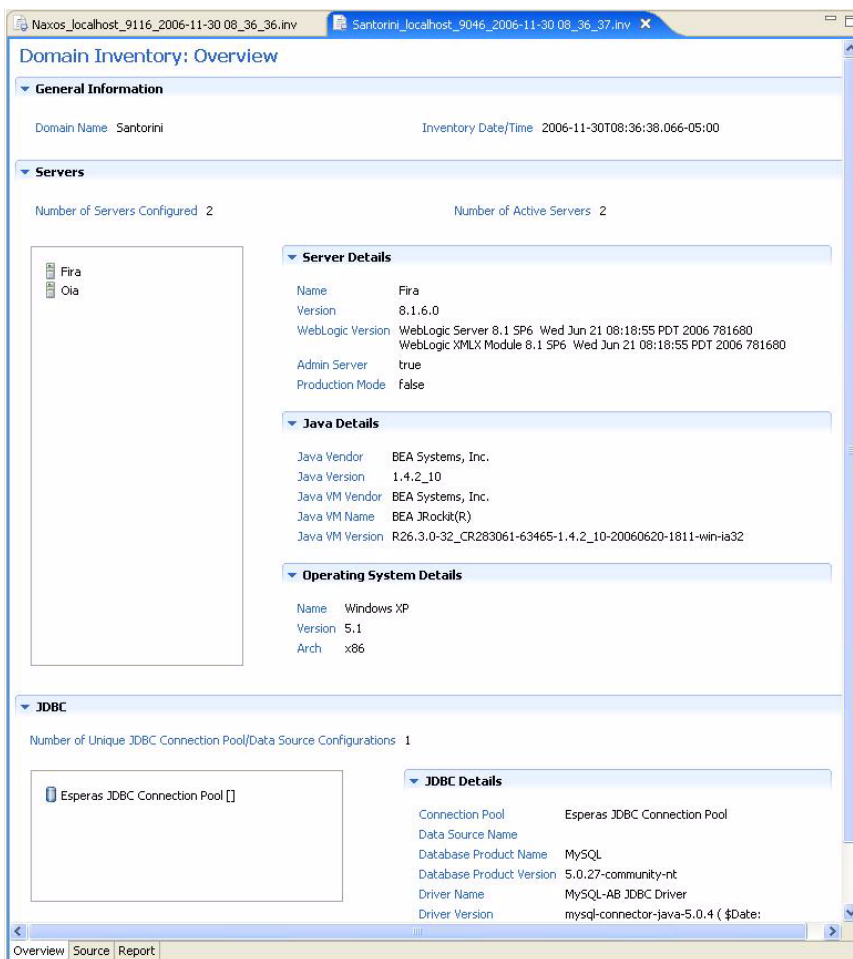 Naxos_localhost_9116_2006-11-30 08_36_36.inv
Santorini_localhost_9046_2006-11-30 08_36_37.inv
Domain Inventory: Overview
General Information
Domain Name Santorini
Inventory Date/Time 2006-11-30T08:36:38.066-05:00
Servers
Number of Servers Configured 2
Number of Active Servers 2
Fira
Oia
Server Details
Name Fira
Version 8.1.6.0
WebLogic Version WebLogic Server 8.1 SP6 Wed Jun 21 08:18:55 PDT 2006 781680
WebLogic XMLX Module 8.1 SP6 Wed Jun 21 08:18:55 PDT 2006 781680
Admin Server true
Production Mode false
Java Details
Java Vendor BEA Systems, Inc.
Java Version 1.4.2_10
Java VM Vendor BEA Systems, Inc.
Java VM Name BEA JRockit(R)
Java VM Version R26.3.0-32_CR283061-63465-1.4.2_10-20060620-1811-win-ia32
Operating System Details
Name Windows XP
Version 5.1
Arch x86
JDBC
Number of Unique JDBC Connection Pool/Data Source Configurations 1
Esperas JDBC Connection Pool []
JDBC Details
Connection Pool Esperas JDBC Connection Pool
Data Source Name
Database Product Name MySQL
Database Product Version 5.0.27-community-nt
Driver Name MySQL-AB JDBC Driver
Driver Version mysql-connector-java-5.0.4 ( $Date:
Overview Source Report